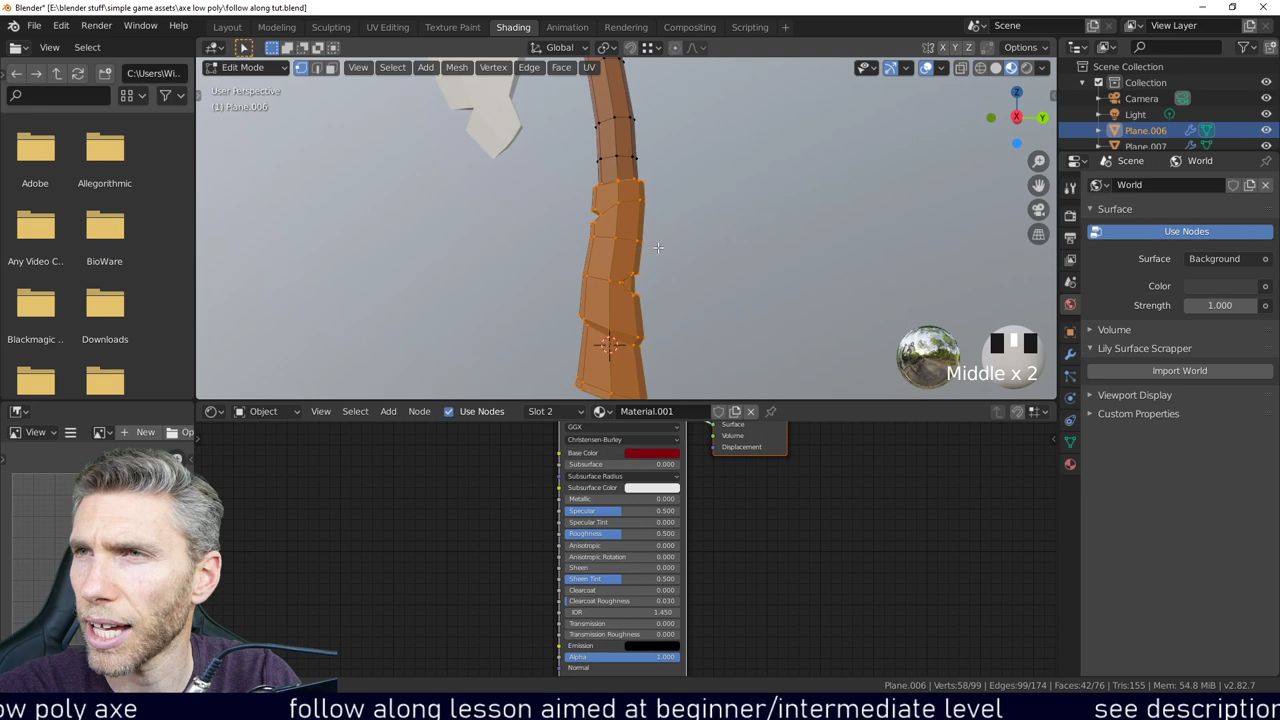 Blender* [E:\blender stuff\simple game assets\axe low poly\follow along tut.blend]
File Edit Render Window Help Layout Modeling Sculpting UV Editing Texture Paint Shading Animation Rendering Compositing Scripting + Scene View Layer
View Select Global X Y Z Options
C:\Users\Wi... Edit Mode View Select Add Mesh Vertex Edge Face UV
User Perspective
(1) Plane.006
Adobe Allegorithmic
Any Video C.. BioWare
Blackmagic .. Downloads
Z
X Y
Middle x 2
Scene Collection
Collection
Camera
Light
Plane.006
Plane.007
Scene World
World
Surface
Use Nodes
Surface Background
Color
Strength 1.000
Volume
Lily Surface Scrapper
Import World
Viewport Display
Custom Properties
Object View Select Add Node Use Nodes Slot 2 Material.001
View New Op
GGX
Christensen-Burley
Base Color
Subsurface 0.000
Subsurface Radius
Subsurface Color
Metallic 0.000
Specular 0.500
Specular Tint 0.000
Roughness 0.500
Anisotropic 0.000
Anisotropic Rotation 0.000
Sheen 0.000
Sheen Tint 0.500
Clearcoat 0.000
Clearcoat Roughness 0.030
IOR 1.450
Transmission 0.000
Transmission Roughness 0.000
Emission
Alpha 1.000
Normal
Surface
Volume
Displacement
Plane.006 | Verts:58/99 | Edges:99/174 | Faces:42/76 | Tris:155 | Mem: 54.8 MiB | v2.82.7
ow poly axe follow along lesson aimed at beginner/intermediate level see description